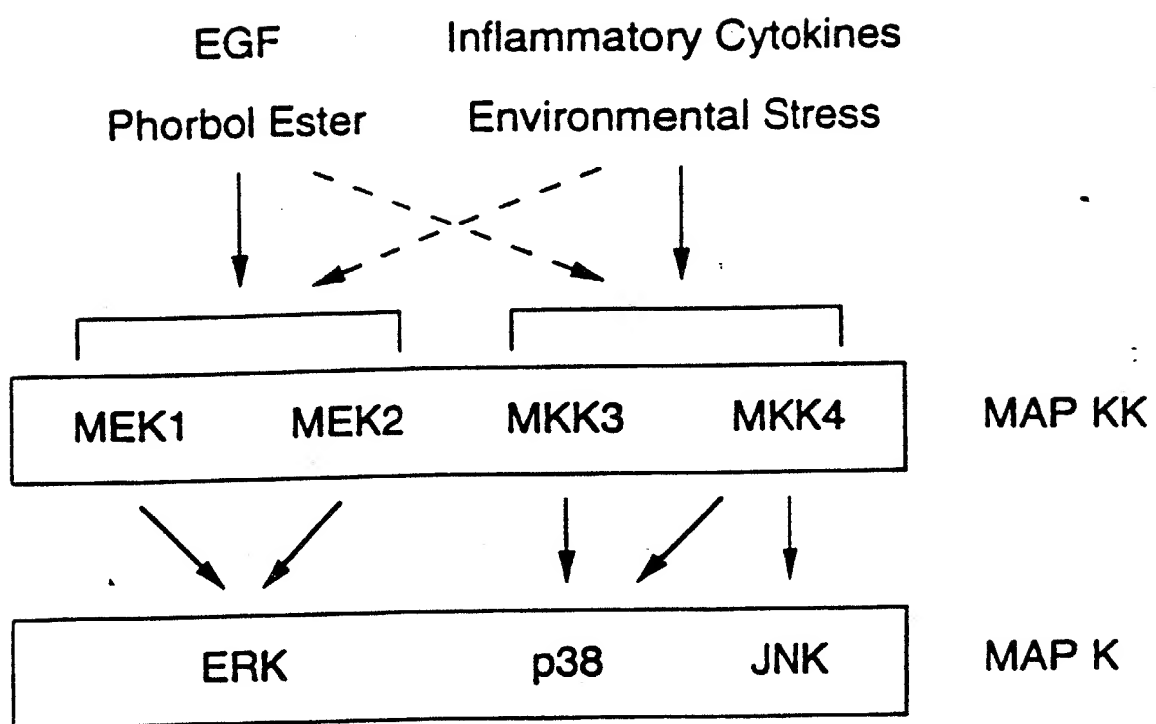 EGF Inflammatory Cytokines
Phorbol Ester Environmental Stress
MEK1 MEK2 MKK3 MKK4 MAP KK
ERK p38 JNK MAP K